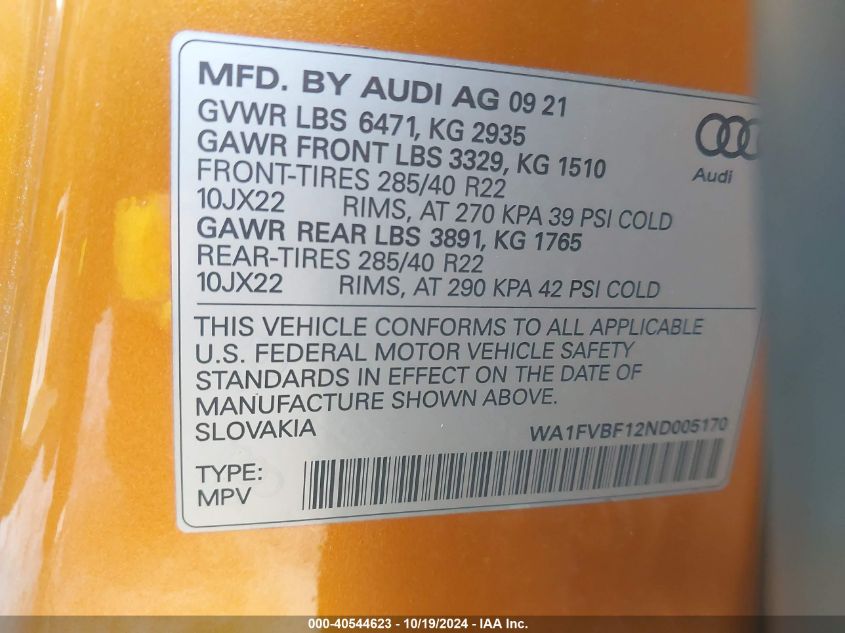 MFD. BY AUDI AG 09 21
GVWR LBS 6471, KG 2935
GAWR FRONT LBS 3329, KG 1510
FRONT-TIRES 285/40 R22
10JX22 RIMS, AT 270 KPA 39 PSI COLD
GAWR REAR LBS 3891, KG 1765
REAR-TIRES 285/40 R22
10JX22 RIMS, AT 290 KPA 42 PSI COLD
Audi
THIS VEHICLE CONFORMS TO ALL APPLICABLE
U.S. FEDERAL MOTOR VEHICLE SAFETY
STANDARDS IN EFFECT ON THE DATE OF
MANUFACTURE SHOWN ABOVE.
SLOVAKIA WA1FVBF12ND005170
TYPE:
MPV
000-40544623 - 10/19/2024 - IAA Inc.